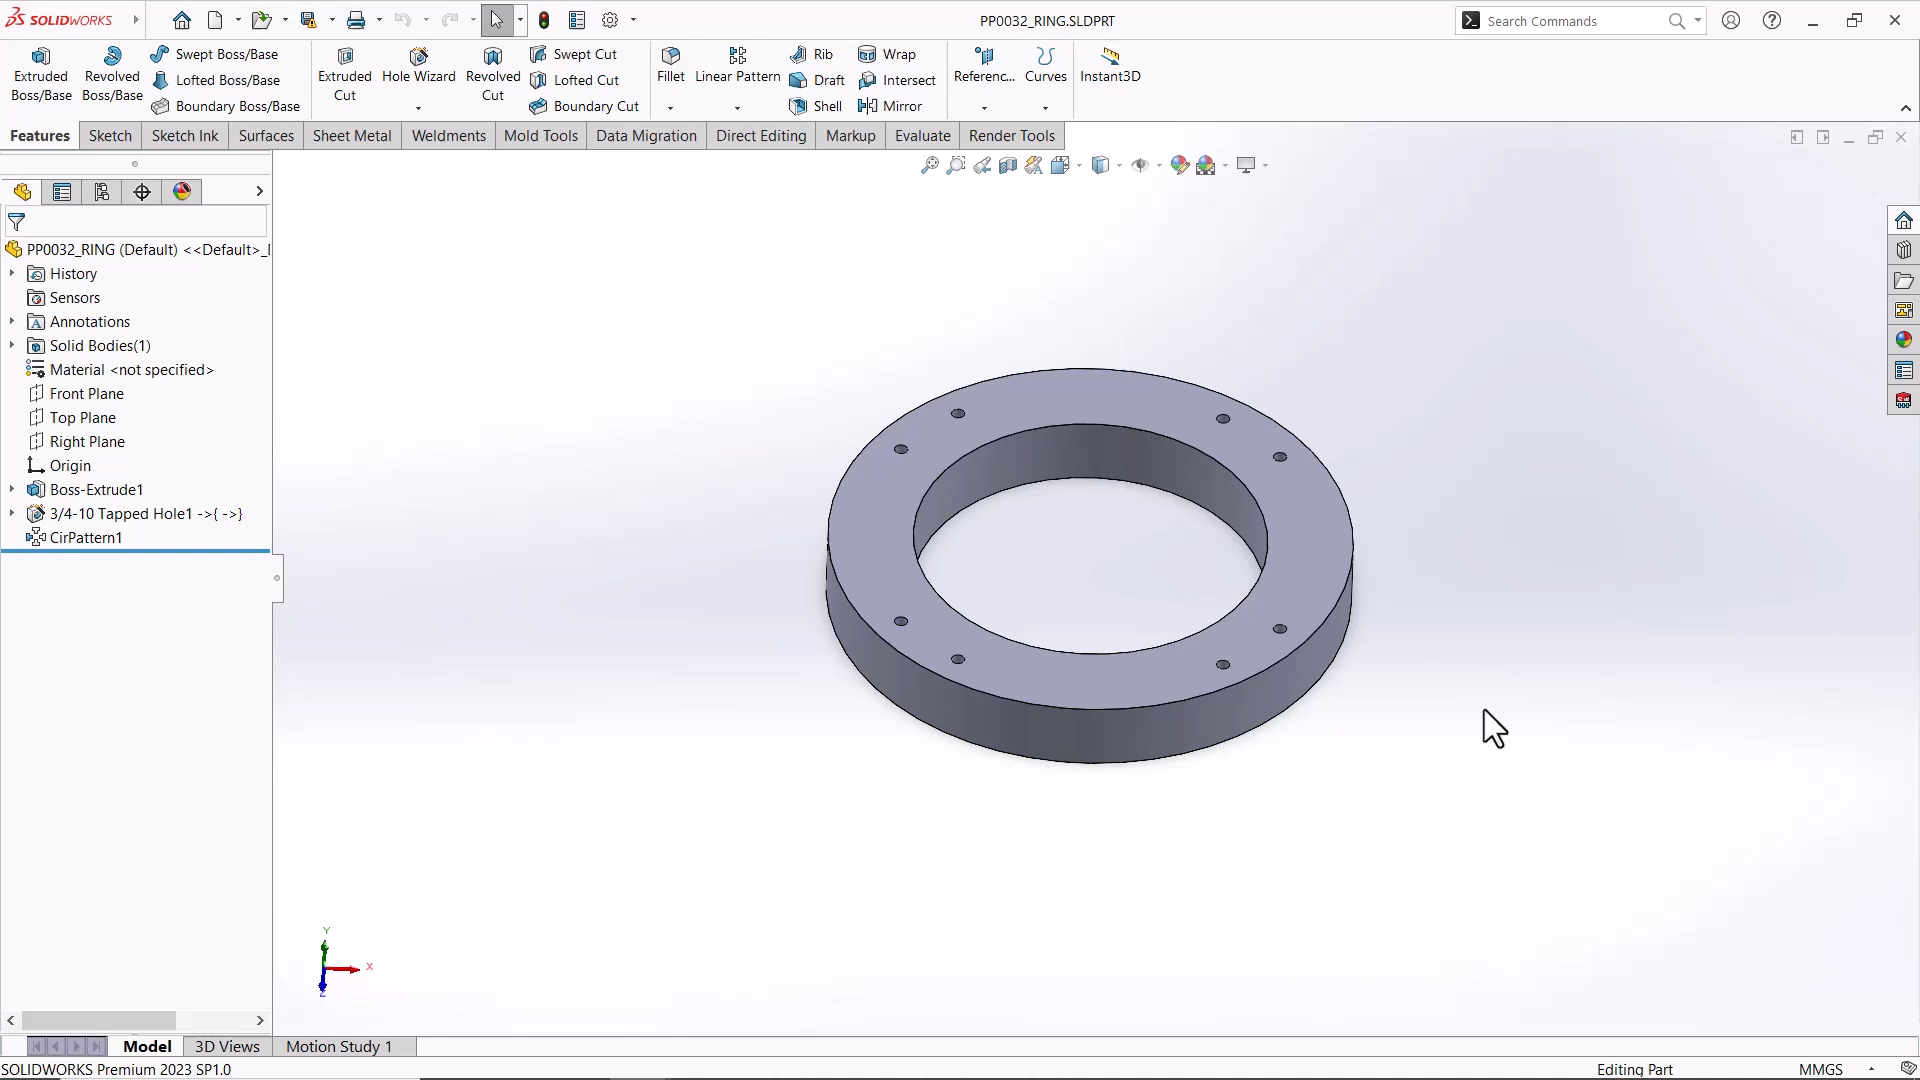 SOLIDWORKS
PP0032_RING.SLDPRT
Search Commands
Extruded Boss/Base
Revolved Boss/Base
Swept Boss/Base
Lofted Boss/Base
Boundary Boss/Base
Extruded Cut
Hole Wizard
Revolved Cut
Swept Cut
Lofted Cut
Boundary Cut
Fillet
Linear Pattern
Rib
Draft
Shell
Wrap
Intersect
Mirror
Referenc...
Curves
Instant3D
Features
Sketch
Sketch Ink
Surfaces
Sheet Metal
Weldments
Mold Tools
Data Migration
Direct Editing
Markup
Evaluate
Render Tools
PP0032_RING (Default) <<Default>_
History
Sensors
Annotations
Solid Bodies(1)
Material <not specified>
Front Plane
Top Plane
Right Plane
Origin
Boss-Extrude1
3/4-10 Tapped Hole1 ->{ ->}
CirPattern1
Y
X
Z
Model
3D Views
Motion Study 1
SOLIDWORKS Premium 2023 SP1.0
Editing Part
MMGS